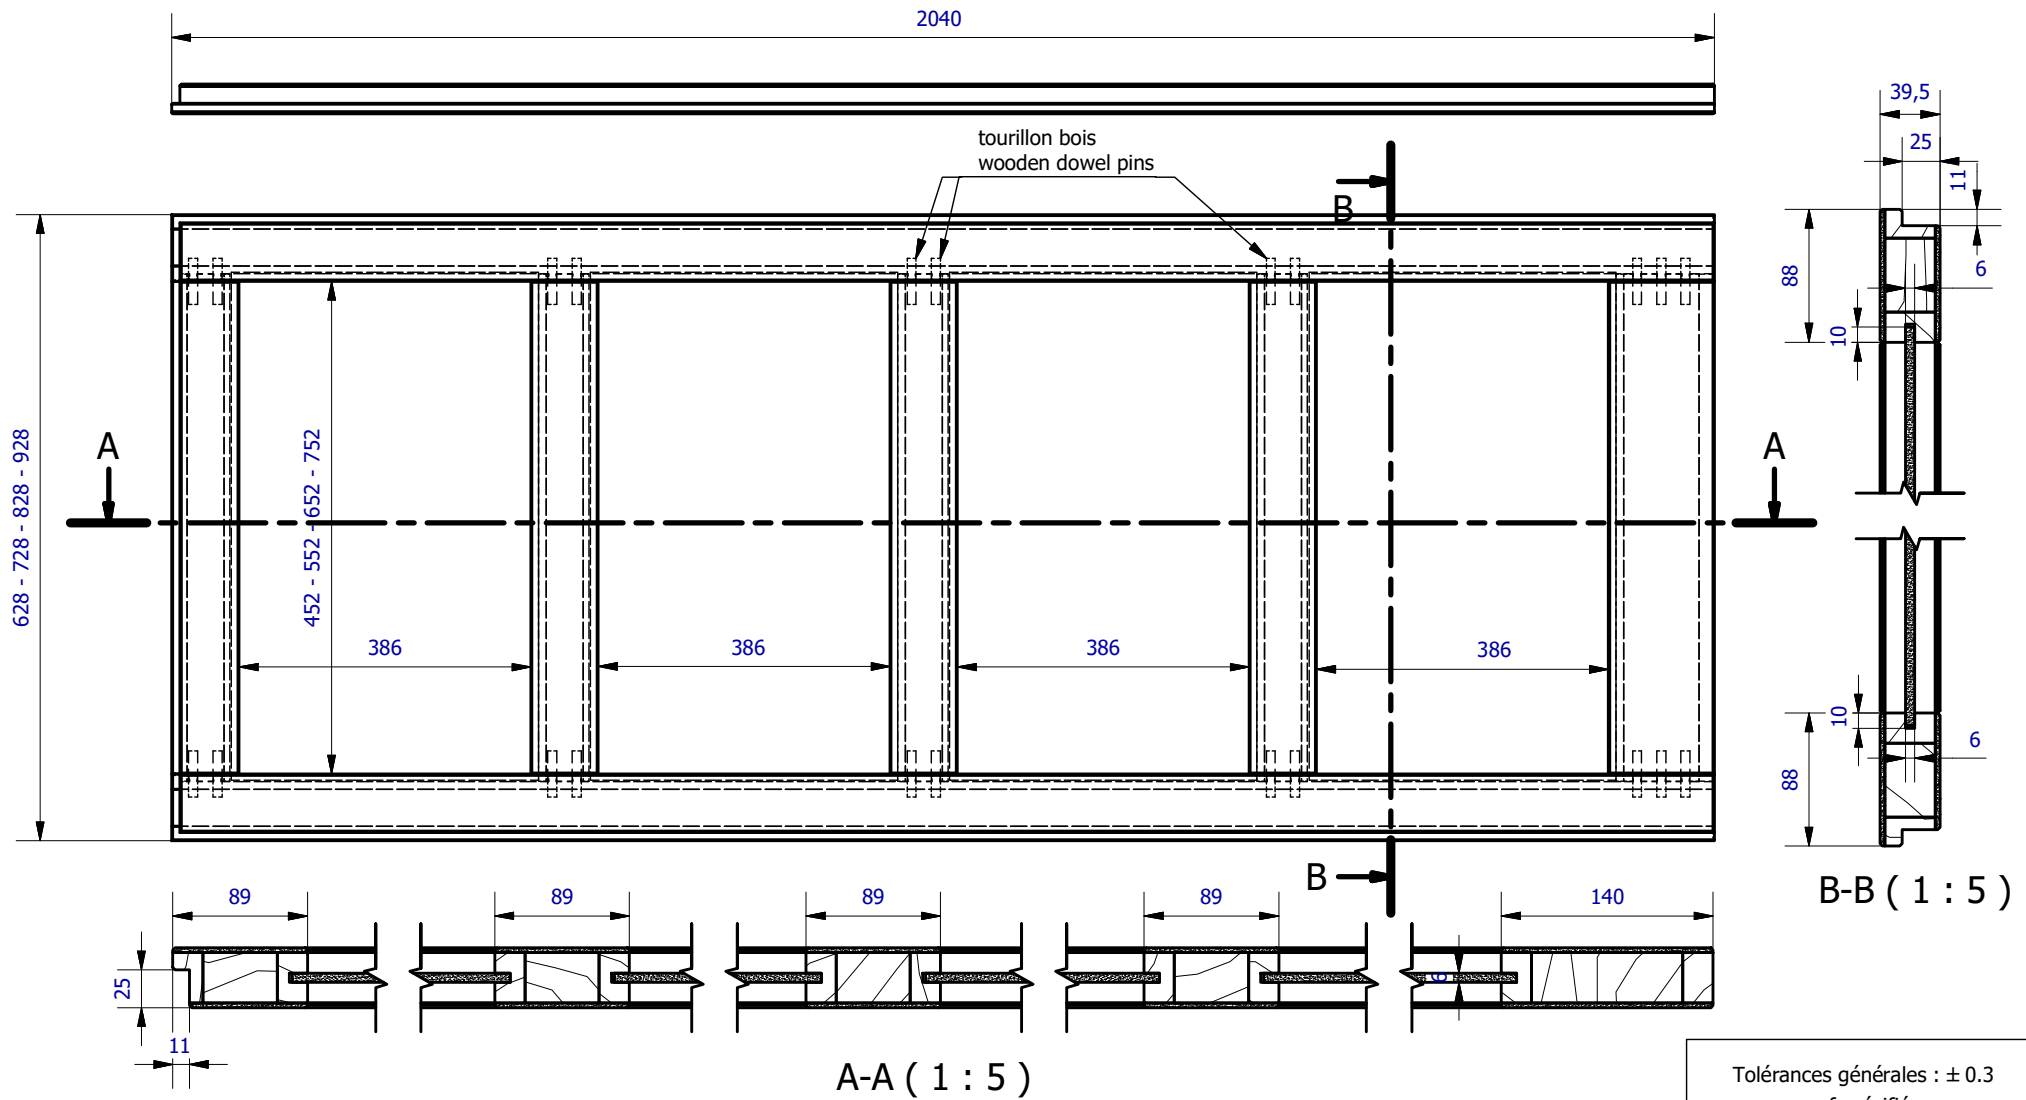 2040
tourillon bois
wooden dowel pins
39,5
25
11
6
88
10
B
A
A
628 - 728 - 828 - 928
452 - 552 - 652 - 752
386
386
386
386
10
6
88
B
B-B ( 1 : 5 )
89
89
89
89
140
25
6
11
A-A ( 1 : 5 )
Tolérances générales : ± 0.3